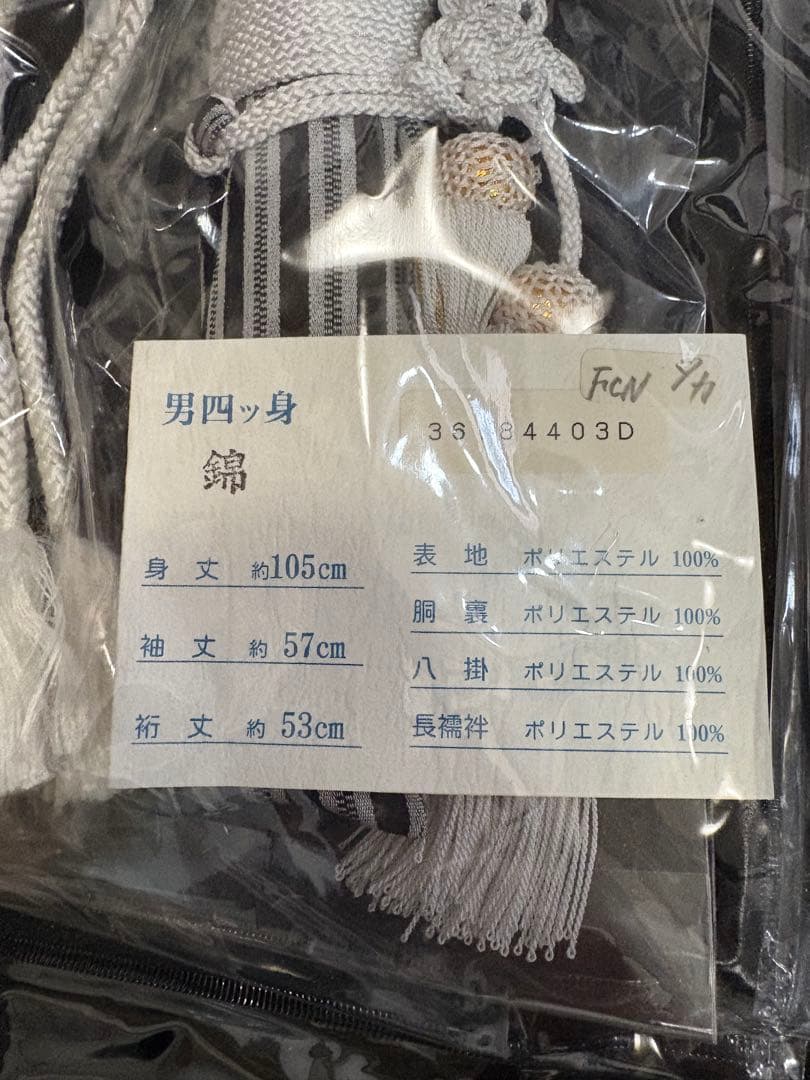 FCN
男四ッ身
錦
身丈 約105cm
袖丈 約57cm
裄丈 約53cm
表地 ポリエステル 100%
胴裏 ポリエステル 100%
八掛 ポリエステル 100%
長襦袢 ポリエステル 100%